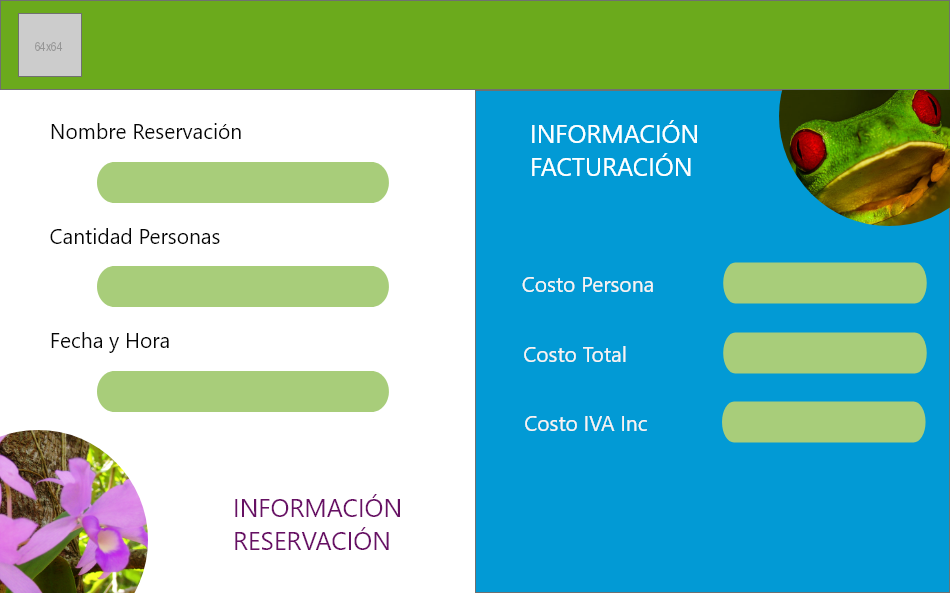 64x64
Nombre Reservación
Cantidad Personas
Fecha y Hora
INFORMACIÓN
RESERVACIÓN
INFORMACIÓN
FACTURACIÓN
Costo Persona
Costo Total
Costo IVA Inc